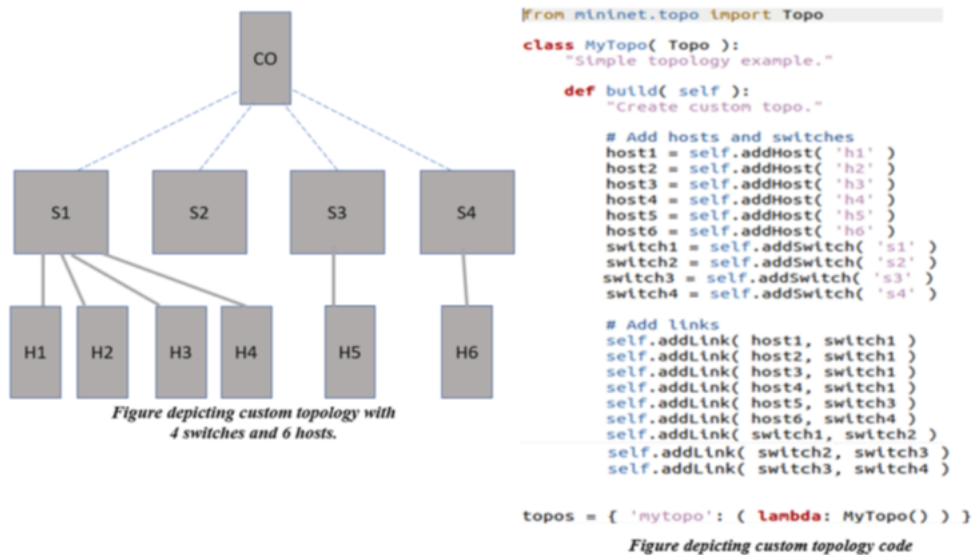 CO
S1 S2 S3 S4
H1 H2 H3 H4 H5 H6
Figure depicting custom topology with
4 switches and 6 hosts.
from mininet.topo import Topo
class MyTopo( Topo ):
"Simple topology example."
def build( self ):
"Create custom topo."
# Add hosts and switches
host1 = self.addHost( 'h1' )
host2 = self.addHost( 'h2' )
host3 = self.addHost( 'h3' )
host4 = self.addHost( 'h4' )
host5 = self.addHost( 'h5' )
host6 = self.addHost( 'h6' )
switch1 = self.addSwitch( 's1' )
switch2 = self.addSwitch( 's2' )
switch3 = self.addSwitch( 's3' )
switch4 = self.addSwitch( 's4' )
# Add links
self.addLink( host1, switch1 )
self.addLink( host2, switch1 )
self.addLink( host3, switch1 )
self.addLink( host4, switch1 )
self.addLink( host5, switch3 )
self.addLink( host6, switch4 )
self.addLink( switch1, switch2 )
self.addLink( switch2, switch3 )
self.addLink( switch3, switch4 )
topos = { 'mytopo': ( lambda: MyTopo() ) }
Figure depicting custom topology code